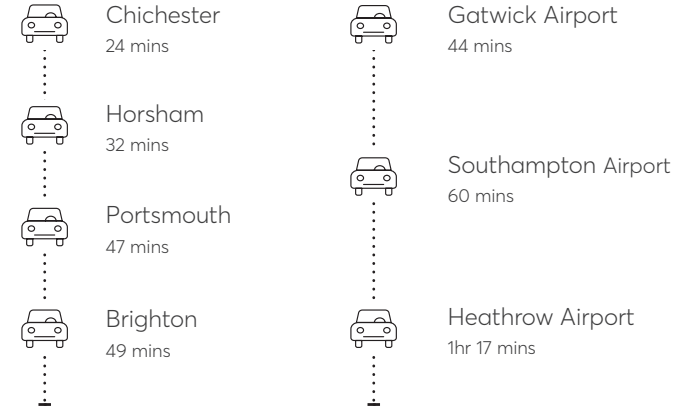 Chichester
24 mins
Horsham
32 mins
Portsmouth
47 mins
Brighton
49 mins
Gatwick Airport
44 mins
Southampton Airport
60 mins
Heathrow Airport
1hr 17 mins